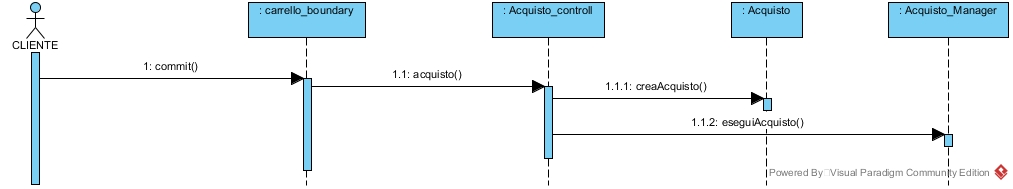 : carrello_boundary
: Acquisto_controll
: Acquisto
: Acquisto_Manager
CLIENTE
1: commit()
1.1: acquisto()
1.1.1: creaAcquisto()
1.1.2: eseguiAcquisto()
Powered By Visual Paradigm Community Edition